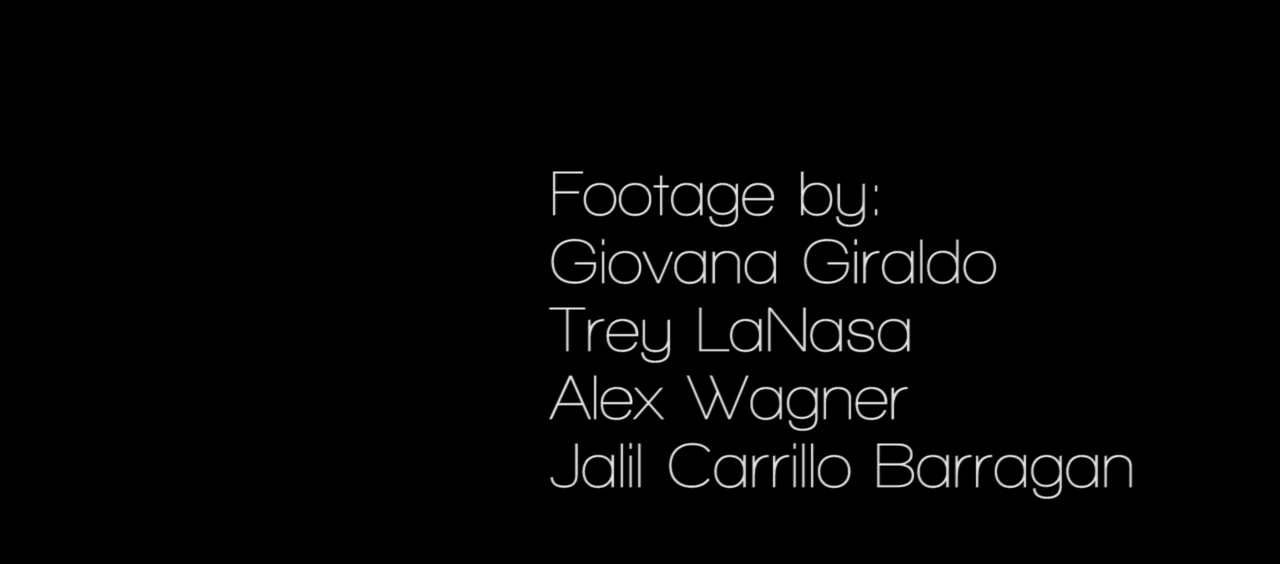 Footage by:
Giovana Giraldo
Trey LaNasa
Alex Wagner
Jalil Carrillo Barragan